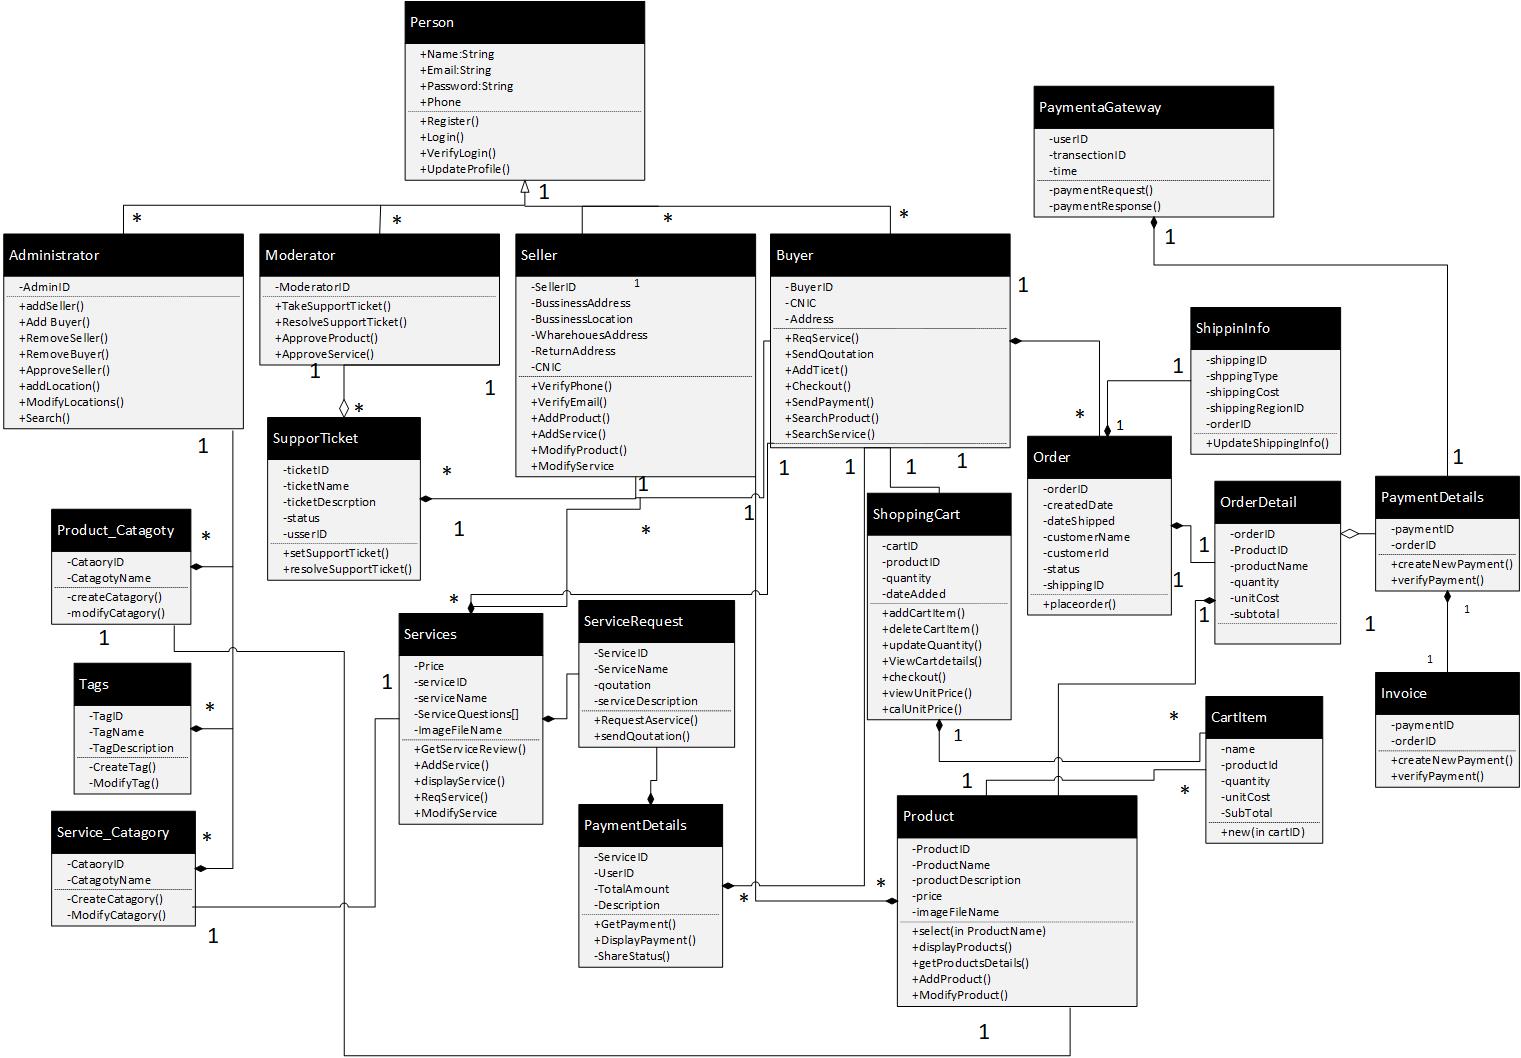 Person
+Name:String
+Email:String
+Password:String
+Phone
+Register()
+Login()
+VerifyLogin()
+UpdateProfile()
1
*
*
*
*
PaymentaGateway
-userID
-transectionID
-time
-paymentRequest()
-paymentResponse()
1
Administrator
-AdminID
+addSeller()
+Add Buyer()
+RemoveSeller()
+RemoveBuyer()
+ApproveSeller()
+addLocation()
+ModifyLocations()
+Search()
1
Moderator
-ModeratorID
+TakeSupportTicket()
+ResolveSupportTicket()
+ApproveProduct()
+ApproveService()
1
1
*
Seller
1
-SellerID
-BussinessAddress
-BussinessLocation
-WharehouesAddress
-ReturnAddress
-CNIC
+VerifyPhone()
+VerifyEmail()
+AddProduct()
+AddService()
+ModifyProduct()
+ModifyService
1
1
*
Buyer
-BuyerID
-CNIC
-Address
+ReqService()
+SendQoutation
+AddTicet()
+Checkout()
+SendPayment()
+SearchProduct()
+SearchService()
1
1
1
1
1
*
ShippinInfo
-shippingID
-shppingType
-shippingCost
-shippingRegionID
-orderID
+UpdateShippingInfo()
1
1
SupporTicket
-ticketID
-ticketName
-ticketDescrption
-status
-usserID
+setSupportTicket()
+resolveSupportTicket()
*
1
Order
-orderID
-createdDate
-dateShipped
-customerName
-customerId
-status
-shippingID
+placeorder()
1
1
1
OrderDetail
-orderID
-ProductID
-productName
-quantity
-unitCost
-subtotal
1
PaymentDetails
-paymentID
-orderID
+createNewPayment()
+verifyPayment()
1
1
1
ShoppingCart
-cartID
-productID
-quantity
-dateAdded
+addCartItem()
+deleteCartItem()
+updateQuantity()
+ViewCartdetails()
+checkout()
+viewUnitPrice()
+calUnitPrice()
1
Product_Catagoty
-CataoryID
-CatagotyName
-createCatagory()
-modifyCatagory()
*
1
Services
-Price
-serviceID
-serviceName
-ServiceQuestions[]
-ImageFileName
+GetServiceReview()
+AddService()
+displayService()
+ReqService()
+ModifyService
*
1
ServiceRequest
-ServiceID
-ServiceName
-qoutation
-serviceDescription
+RequestAservice()
+sendQoutation()
Tags
-TagID
-TagName
-TagDescription
-CreateTag()
-ModifyTag()
*
Invoice
-paymentID
-orderID
+createNewPayment()
+verifyPayment()
CartItem
-name
-productId
-quantity
-unitCost
-SubTotal
+new(in cartID)
*
*
1
Service_Catagory
-CataoryID
-CatagotyName
-CreateCatagory()
-ModifyCatagory()
*
1
PaymentDetails
-ServiceID
-UserID
-TotalAmount
-Description
+GetPayment()
+DisplayPayment()
-ShareStatus()
*
*
Product
-ProductID
-ProductName
-productDescription
-price
-imageFileName
+select(in ProductName)
+displayProducts()
+getProductsDetails()
+AddProduct()
+ModifyProduct()
1